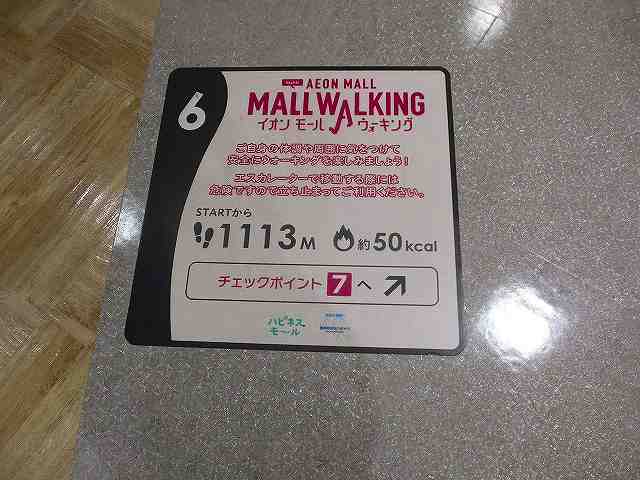 6
AEON MALL
MALLWALKING
イオン モール ウォーキング
ご自身の体調や周囲に気をつけて
安全にウォーキングを楽しみましょう!
エスカレーターで移動する際には
危険ですので立ち止まってご利用ください。
STARTから
1113M 約50kcal
チェックポイント 7 へ
ハピネス
モール